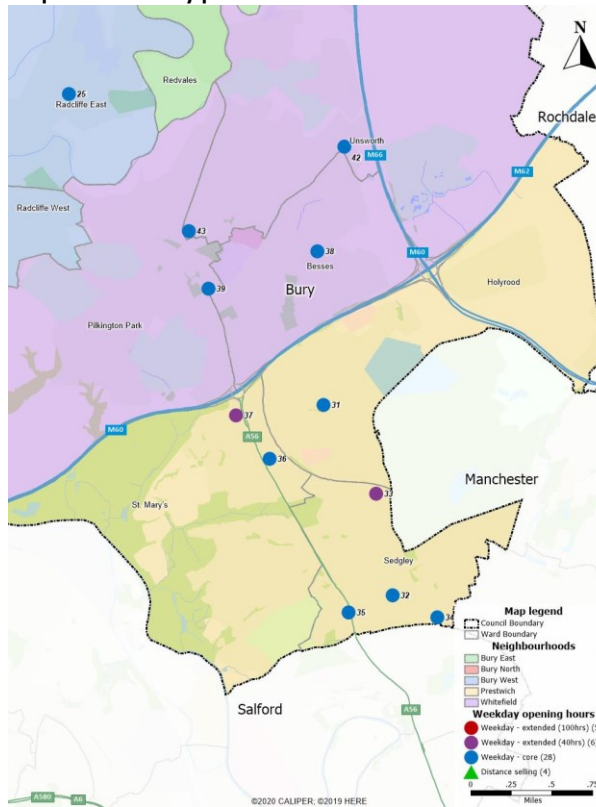 Redvales
25
Radcliffe East
N
Rochdale
Unsworth
42
M66
M62
Radcliffe West
43
38
Besses
M60
39
Bury
Holyrood
Pilkington Park
31
37
M60
A56
36
33
Manchester
St. Mary's
Sedgley
32
35
Map legend
Council Boundary
Ward Boundary
Neighbourhoods
Bury East
Bury North
Bury West
Prestwich
Whitefield
Salford
Weekday opening hours
Weekday - extended (100hrs)
Weekday - extended (40hrs) (6
Weekday - core (28)
A56
Distance selling (4)
0 .25 .5 .75
Miles
A580 A6
©2020 CALIPER, ©2019 HERE